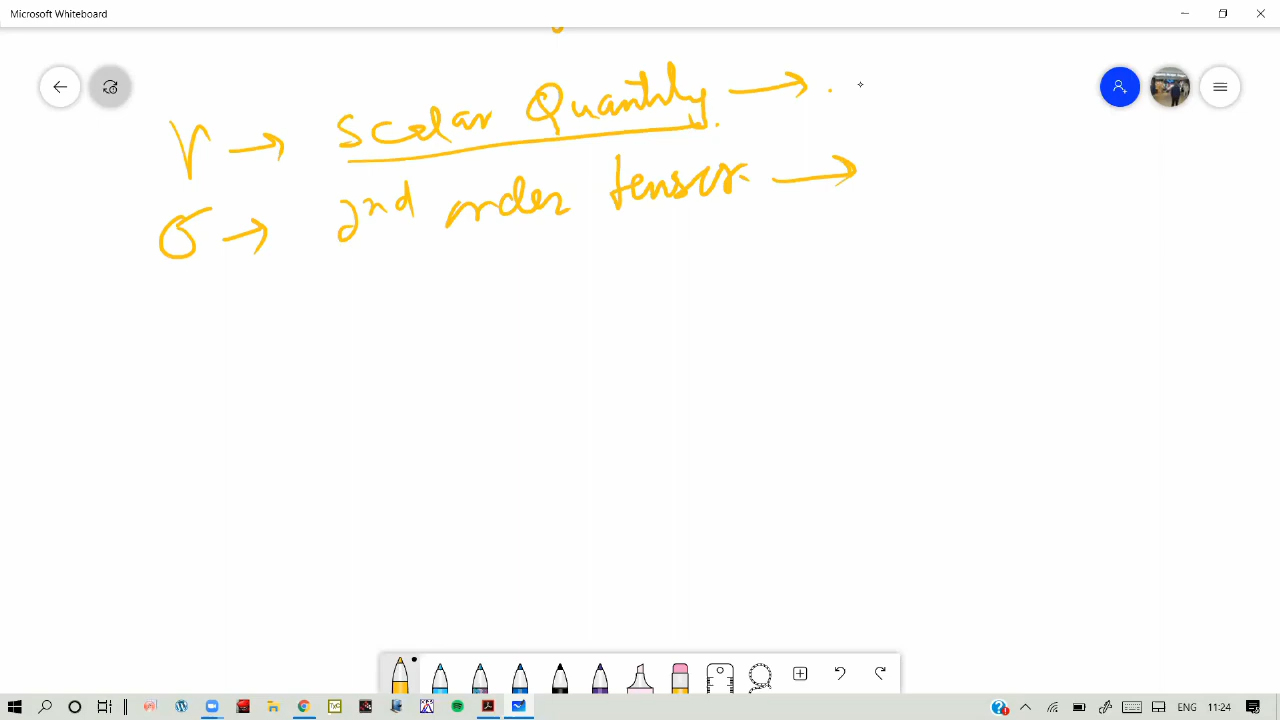 Microsoft Whiteboard
γ → Scalar Quantity →
σ → 2nd order tensor →
ENG
11:24